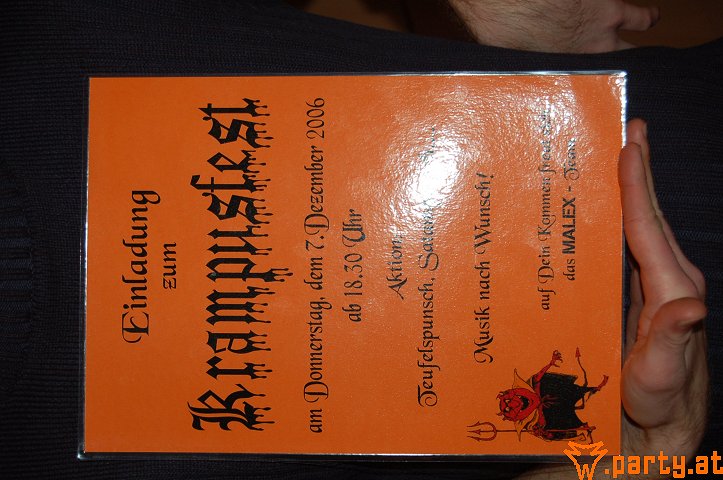 Einladung
zum
Krampusfest
am Donnerstag, dem 7. Dezember 2006
ab 18.30 Uhr
Aktion:
Teufelspunsch,
Musik nach Wunsch!
auf Dein Kommen freut sich
das MALEX - Team
party.at